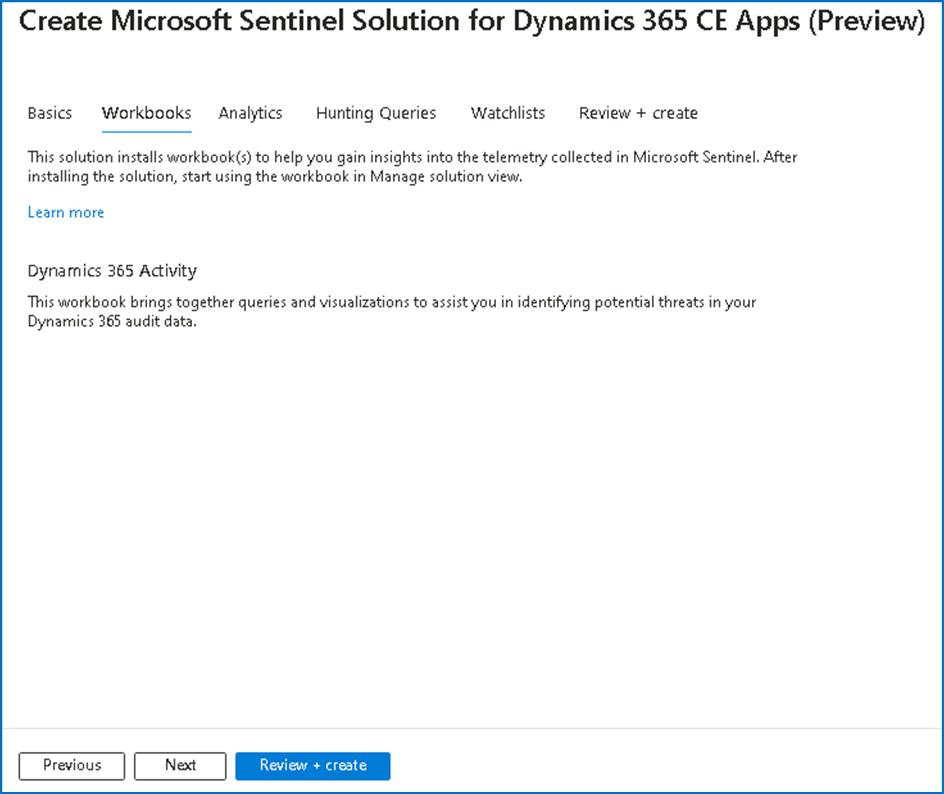 Create Microsoft Sentinel Solution for Dynamics 365 CE Apps (Preview)
Basics Workbooks Analytics Hunting Queries Watchlists Review + create
This solution installs workbook(s) to help you gain insights into the telemetry collected in Microsoft Sentinel. After
installing the solution, start using the workbook in Manage solution view.
Learn more
Dynamics 365 Activity
This workbook brings together queries and visualizations to assist you in identifying potential threats in your
Dynamics 365 audit data.
Previous Next Review + create